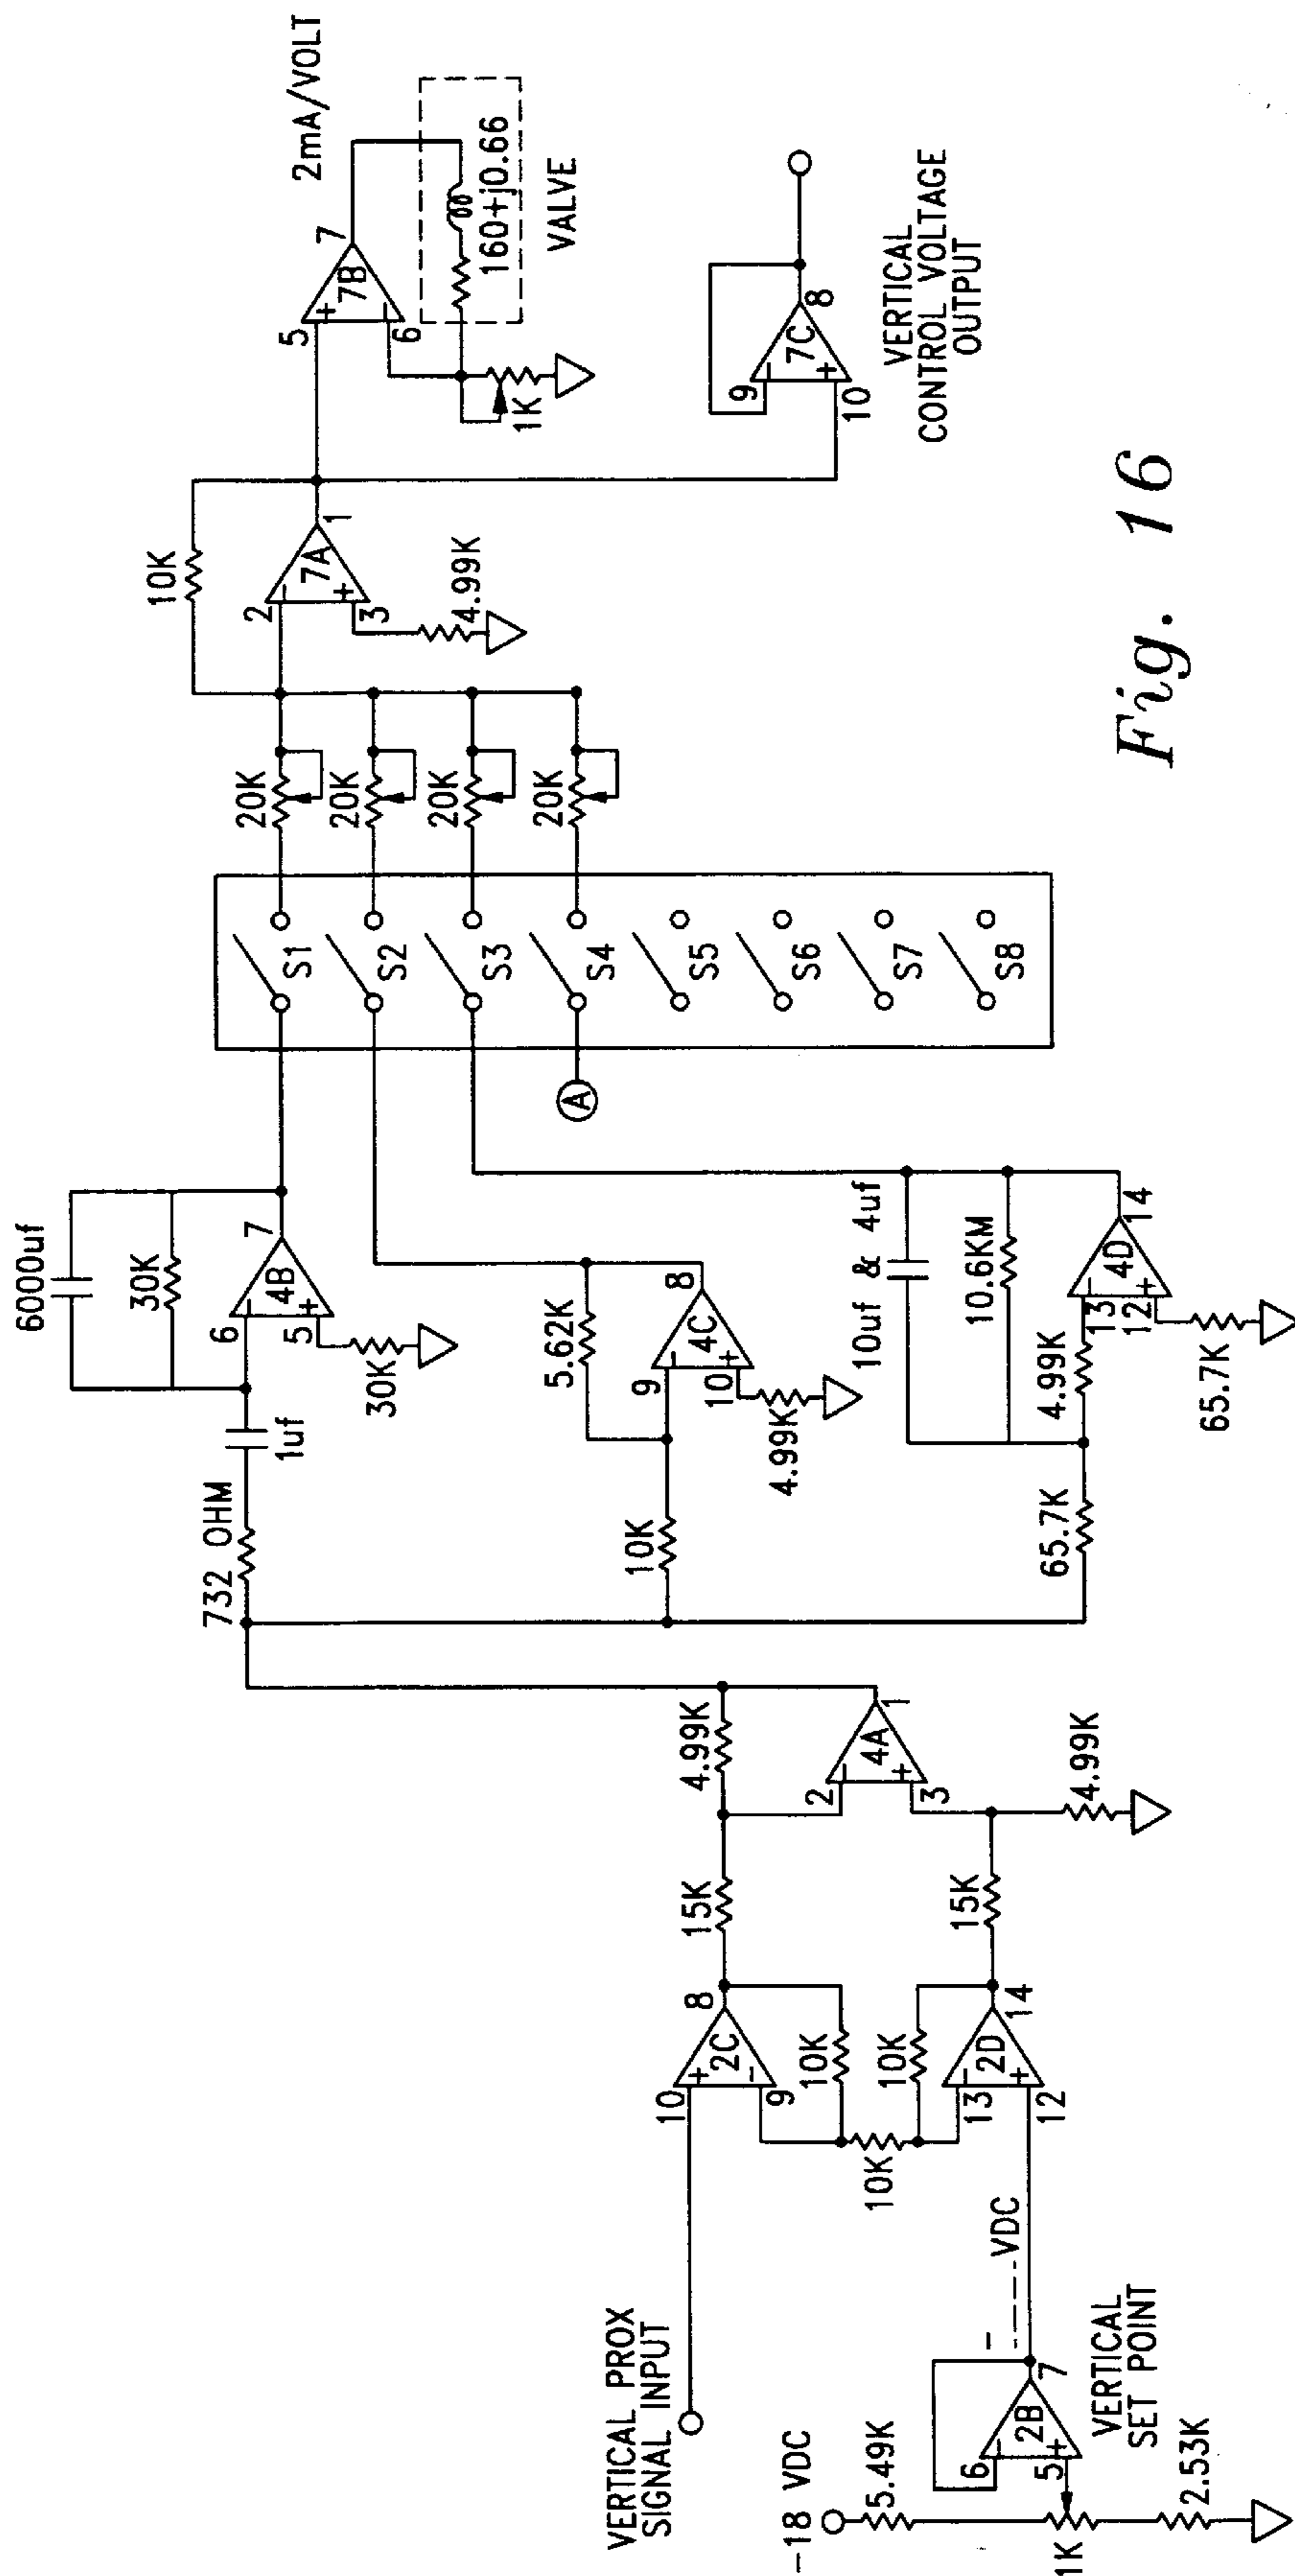 VERTICAL PROX
SIGNAL INPUT
-18 VDC
5.49K
1K
2.53K
6
5
2B
7
VERTICAL
SET POINT
- ---- VDC
10
9
2C
8
10K
10K
10K
13
12
2D
14
15K
15K
4.99K
2
3
4A
1
4.99K
732 OHM
1uf
6000uf
30K
6
5
4B
7
30K
10K
5.62K
9
10
4C
8
4.99K
65.7K
10uf & 4uf
10.6KM
4.99K
13
12
4D
14
65.7K
A
S1
S2
S3
S4
S5
S6
S7
S8
20K
20K
20K
20K
10K
2
3
7A
1
4.99K
5
6
7B
7
2mA/VOLT
160+j0.66
VALVE
1K
9
10
7C
8
VERTICAL
CONTROL VOLTAGE
OUTPUT
Fig. 16